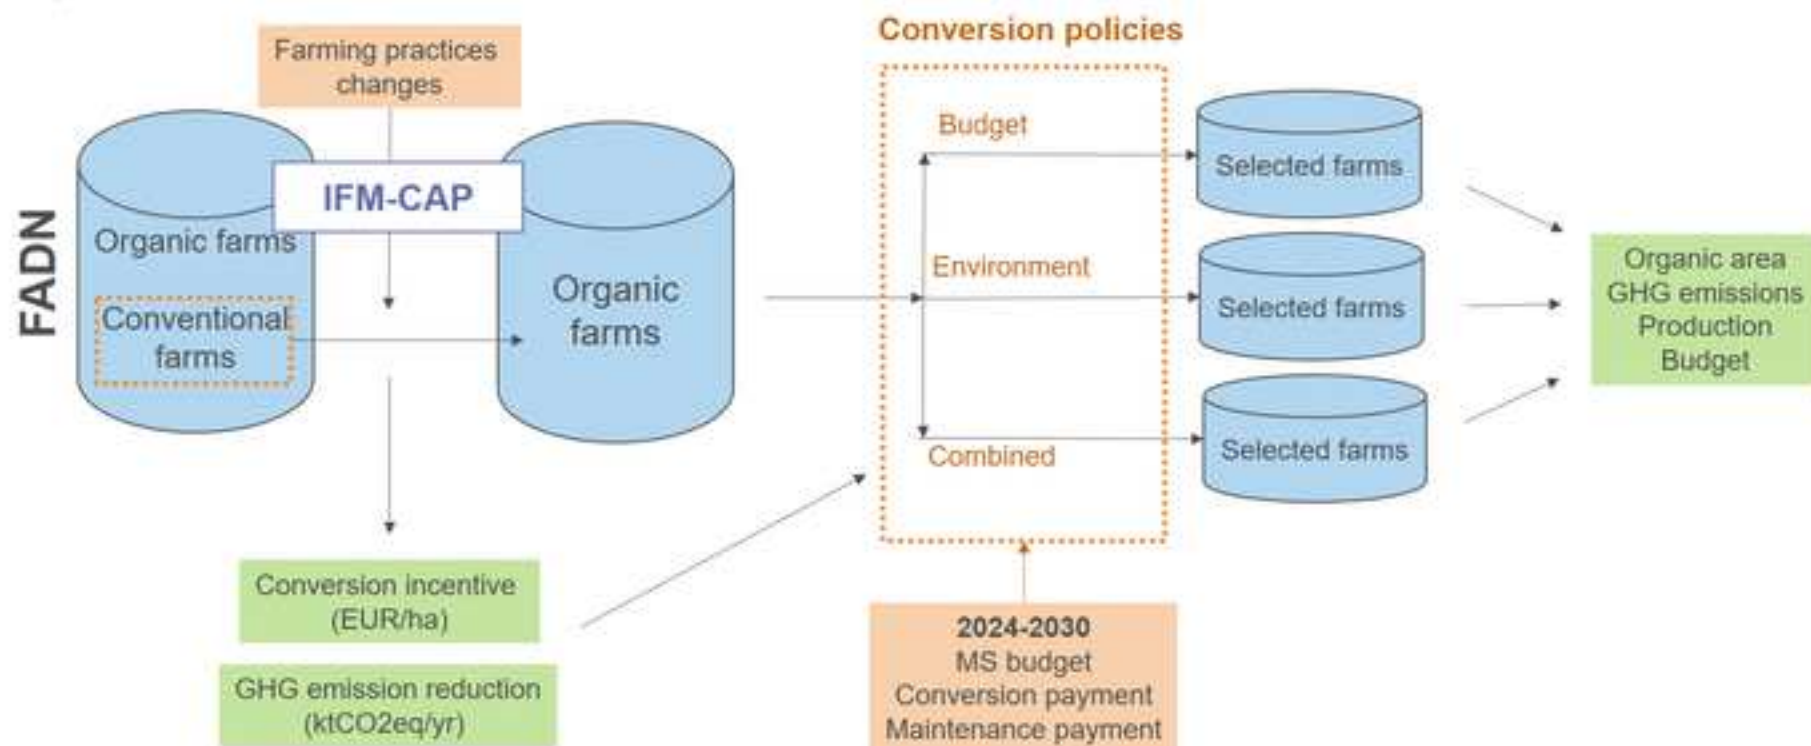 Farming practices
changes
Conversion policies
FADN
IFM-CAP
Organic farms
Conventional
farms
Organic
farms
Budget
Environment
Combined
Selected farms
Selected farms
Selected farms
Organic area
GHG emissions
Production
Budget
Conversion incentive
(EUR/ha)
GHG emission reduction
(ktCO2eq/yr)
2024-2030
MS budget
Conversion payment
Maintenance payment